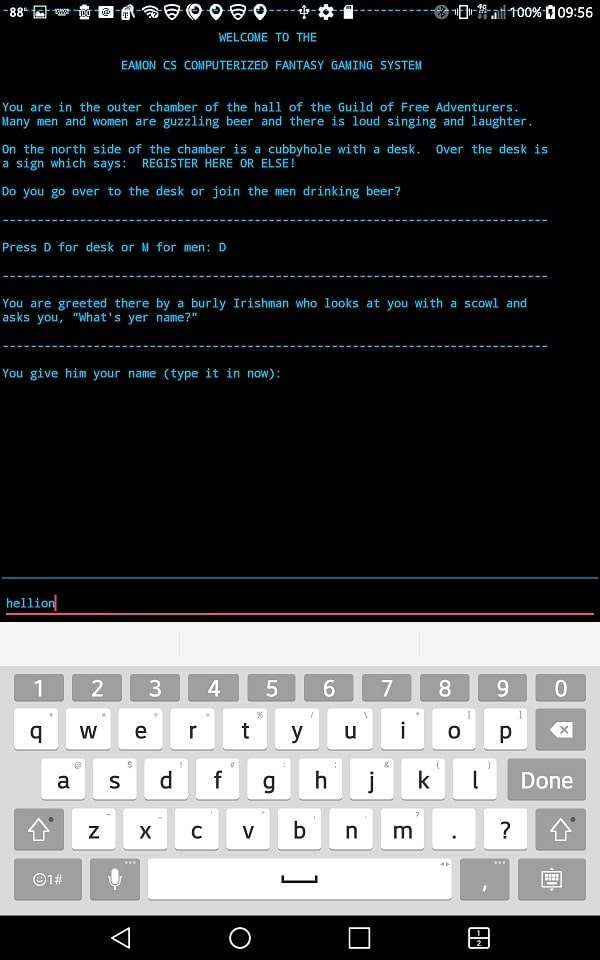 88° 4G 100% 09:56
WELCOME TO THE
EAMON CS COMPUTERIZED FANTASY GAMING SYSTEM
You are in the outer chamber of the hall of the Guild of Free Adventurers.
Many men and women are guzzling beer and there is loud singing and laughter.
On the north side of the chamber is a cubbyhole with a desk.  Over the desk is
a sign which says:  REGISTER HERE OR ELSE!
Do you go over to the desk or join the men drinking beer?
------------------------------------------------------------------------------
Press D for desk or M for men: D
------------------------------------------------------------------------------
You are greeted there by a burly Irishman who looks at you with a scowl and
asks you, "What's yer name?"
------------------------------------------------------------------------------
You give him your name (type it in now):
hellion
1 2 3 4 5 6 7 8 9 0
q w e r t y u i o p
a s d f g h j k l Done
z x c v b n m . ?
☺1# ,
1
2